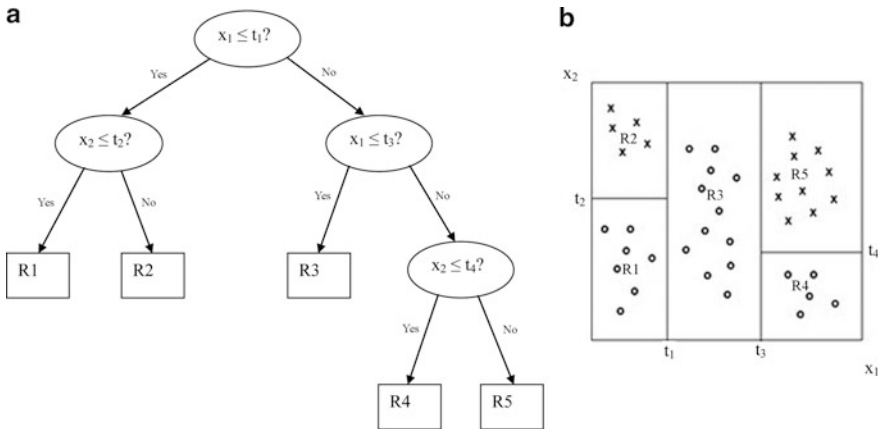 a
x₁ ≤ t₁?
Yes
No
x₂ ≤ t₂?
x₁ ≤ t₃?
Yes
No
Yes
No
R1
R2
R3
x₂ ≤ t₄?
Yes
No
R4
R5
b
x₂
R2
R5
R3
t₂
R1
t₄
R4
t₁
t₃
x₁